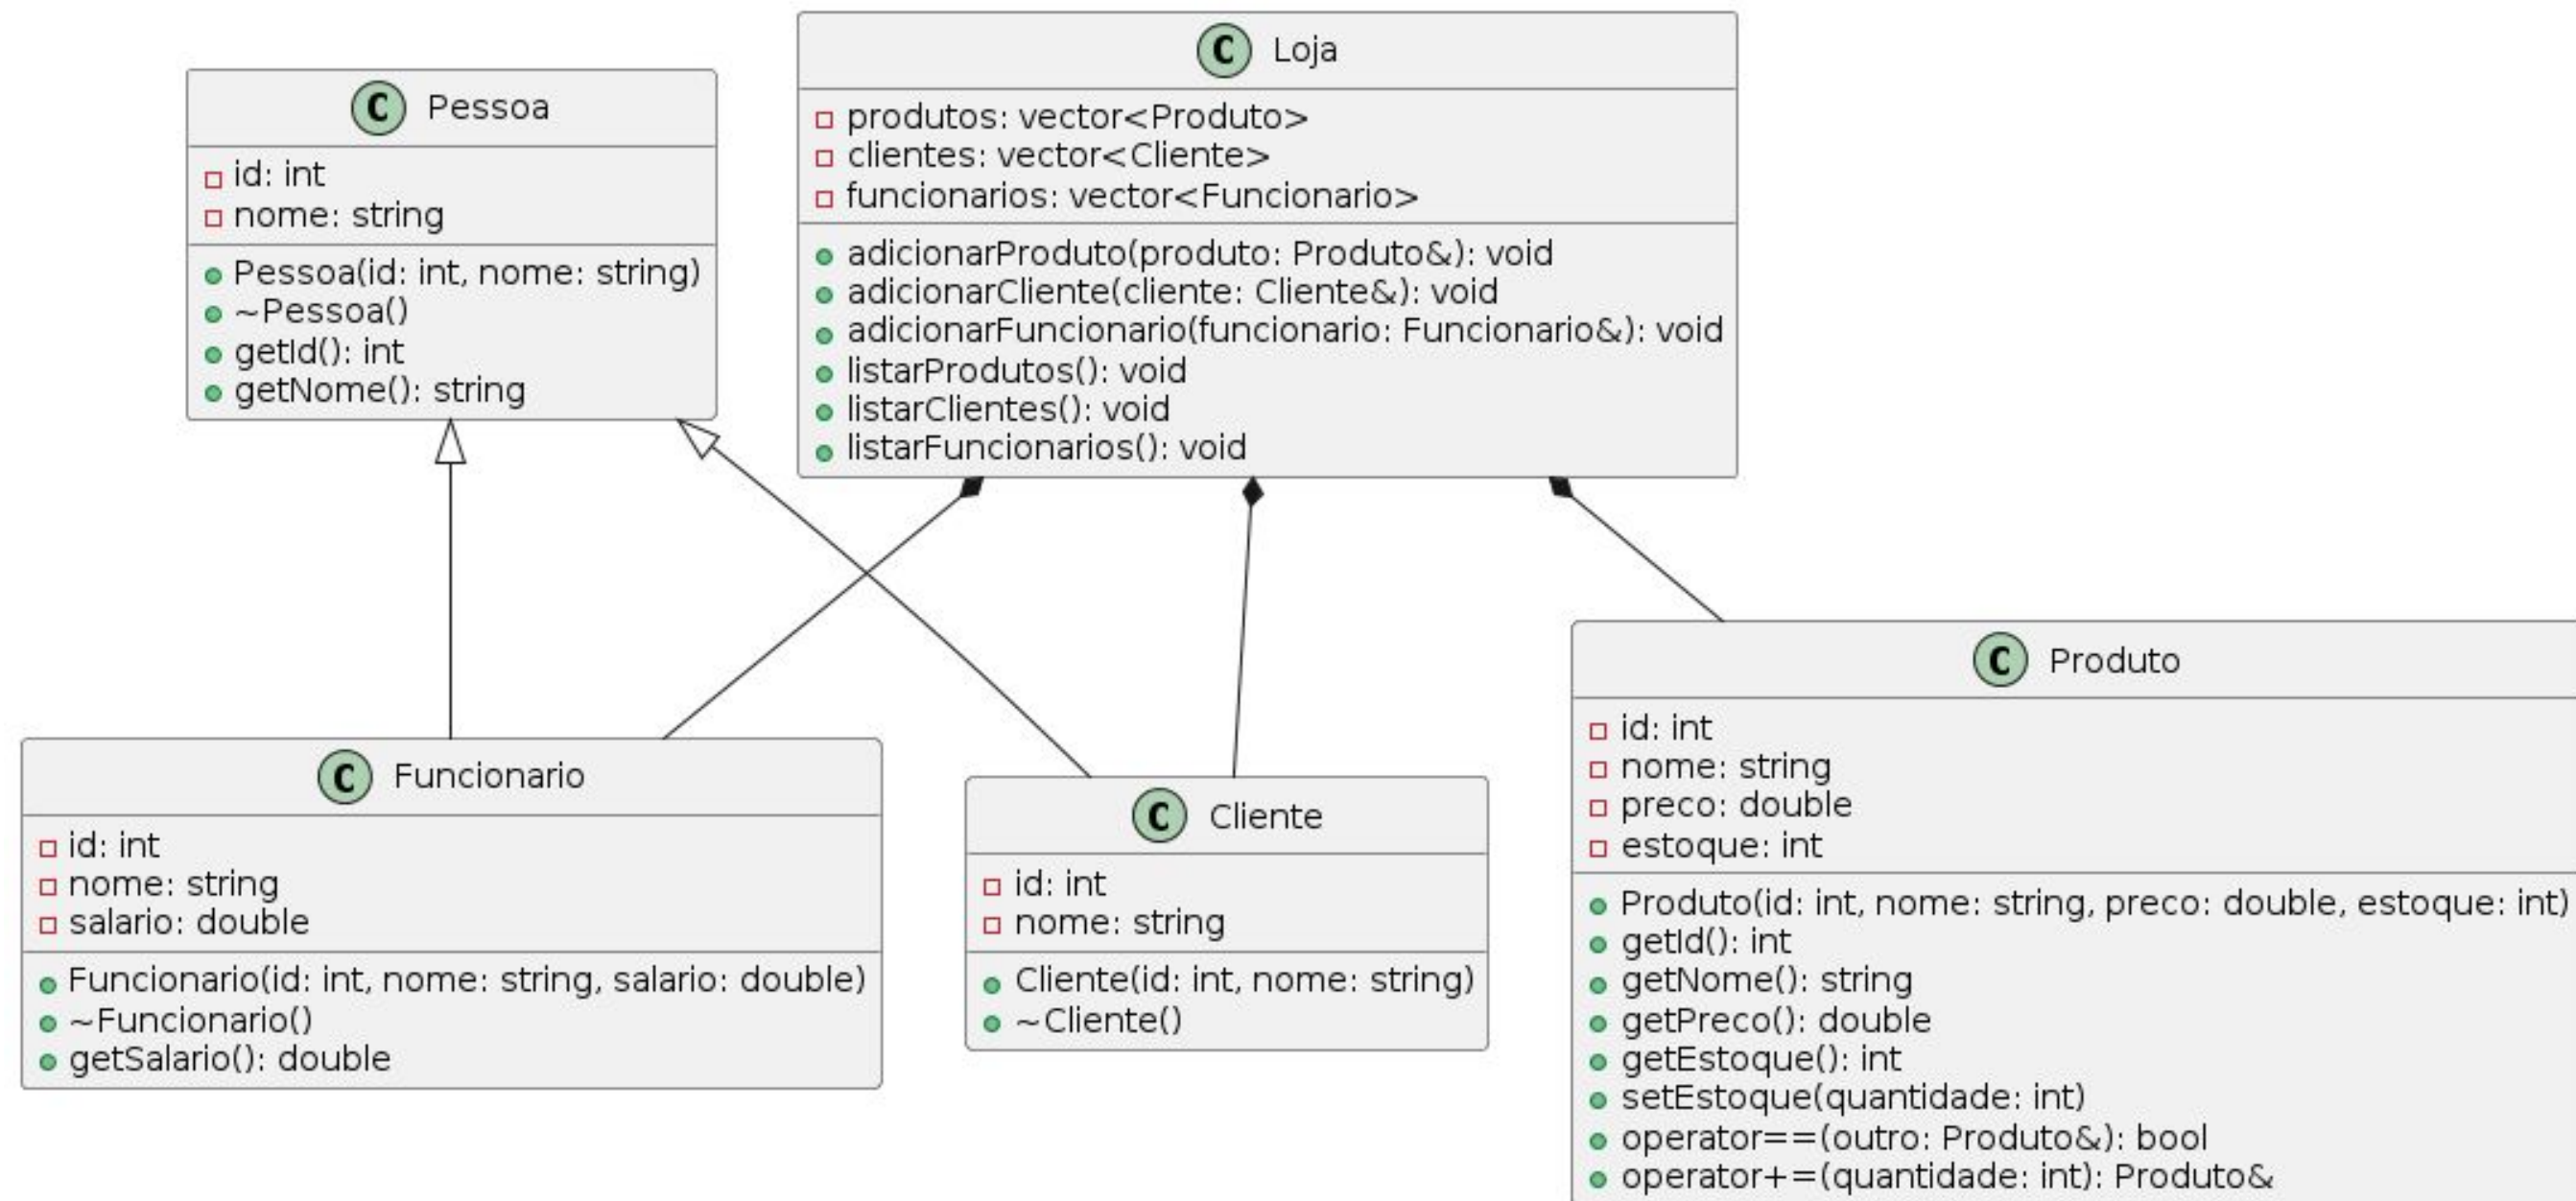 C Pessoa
id: int
nome: string
Pessoa(id: int, nome: string)
~Pessoa()
getId(): int
getNome(): string
C Loja
produtos: vector<Produto>
clientes: vector<Cliente>
funcionarios: vector<Funcionario>
adicionarProduto(produto: Produto&): void
adicionarCliente(cliente: Cliente&): void
adicionarFuncionario(funcionario: Funcionario&): void
listarProdutos(): void
listarClientes(): void
listarFuncionarios(): void
C Funcionario
id: int
nome: string
salario: double
Funcionario(id: int, nome: string, salario: double)
~Funcionario()
getSalario(): double
C Cliente
id: int
nome: string
Cliente(id: int, nome: string)
~Cliente()
C Produto
id: int
nome: string
preco: double
estoque: int
Produto(id: int, nome: string, preco: double, estoque: int)
getId(): int
getNome(): string
getPreco(): double
getEstoque(): int
setEstoque(quantidade: int)
operator==(outro: Produto&): bool
operator+=(quantidade: int): Produto&